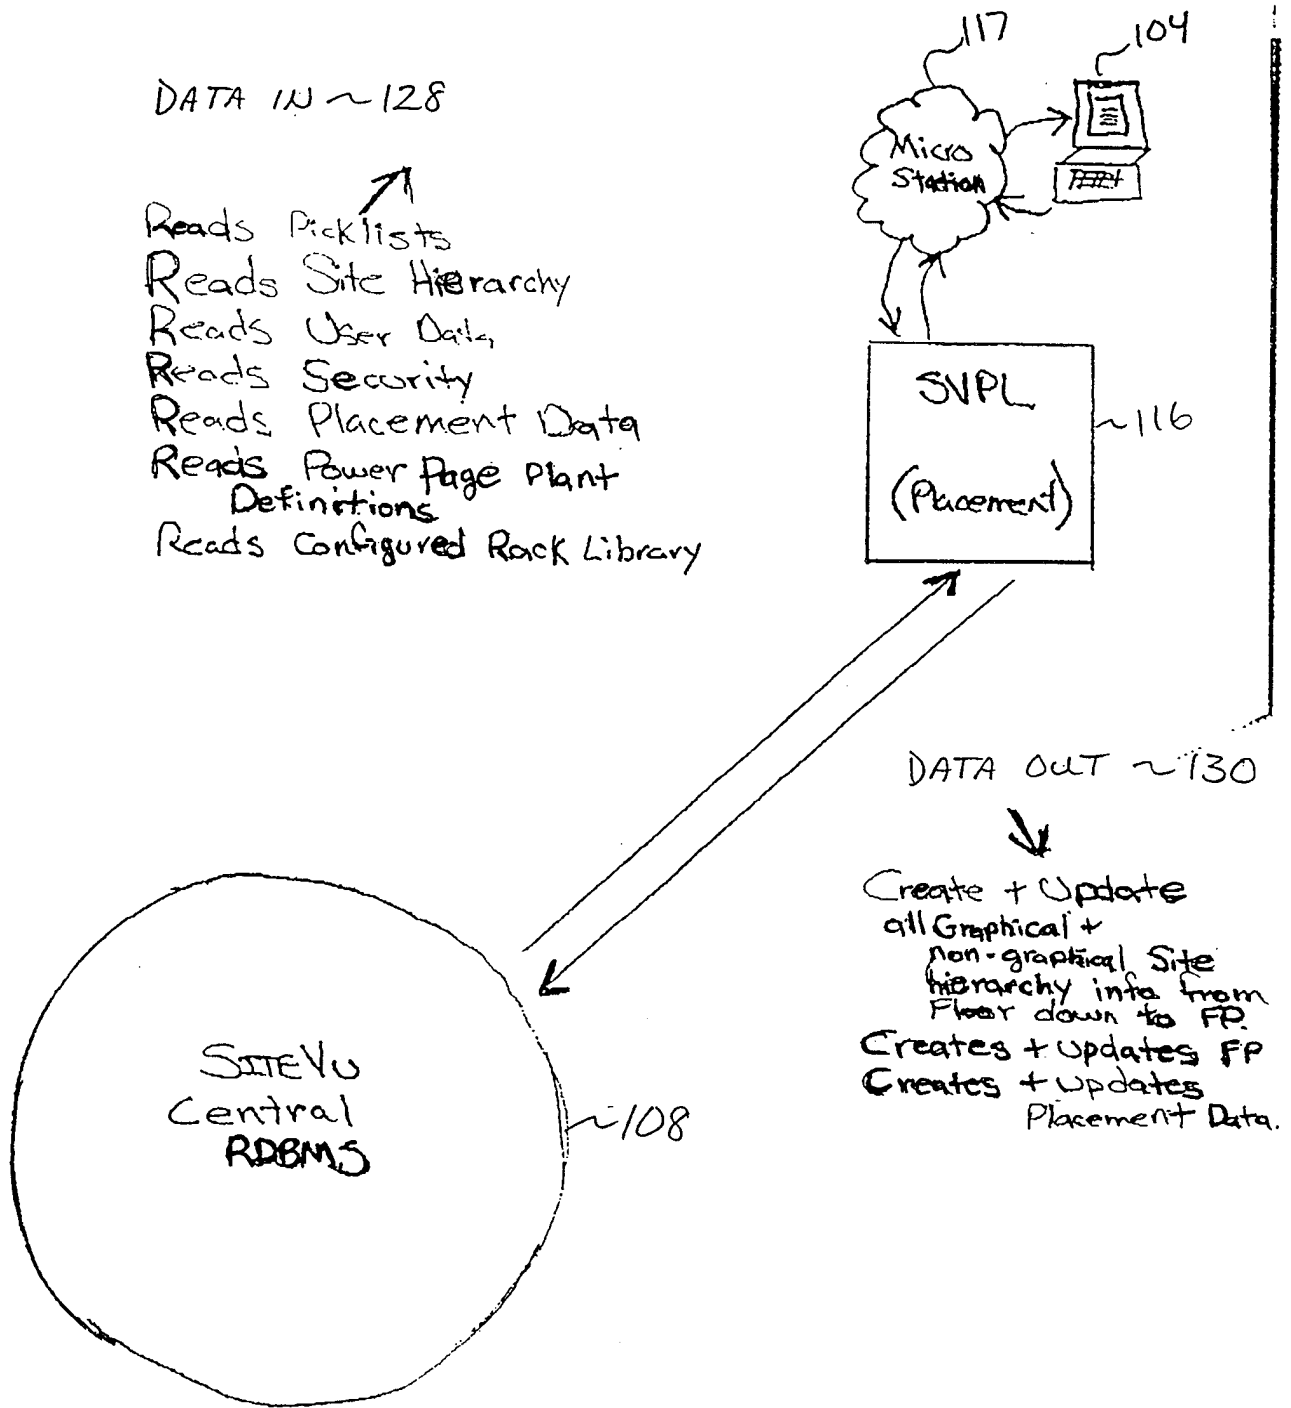 117
104
DATA IN ~ 128
Micro
Station
Reads Picklists
Reads Site Hierarchy
Reads User Data
Reads Security
Reads Placement Data
Reads Power Page Plant
Definitions
Reads Configured Rack Library
SVPL
(Placement)
~116
DATA OUT ~ 130
Create + Update
all Graphical +
non-graphical Site
hierarchy info from
Floor down to FP.
Creates + Updates FP
Creates + Updates
Placement Data.
SITEVu
Central
RDBMS
~108